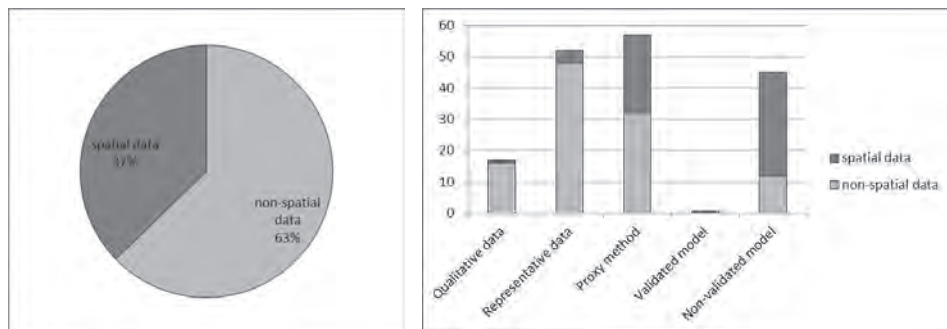 spatial data
37%
non-spatial
data
63%
60
50
40
30
20
10
0
Qualitative data
Representative data
Proxy method
Validated model
Non-validated model
spatial data
non-spatial data